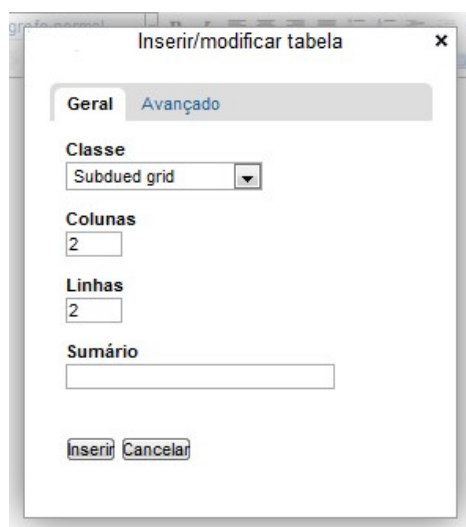 Inserir/modificar tabela ×
Geral Avançado
Classe
Subdued grid
Colunas
2
Linhas
2
Sumário
Inserir Cancelar